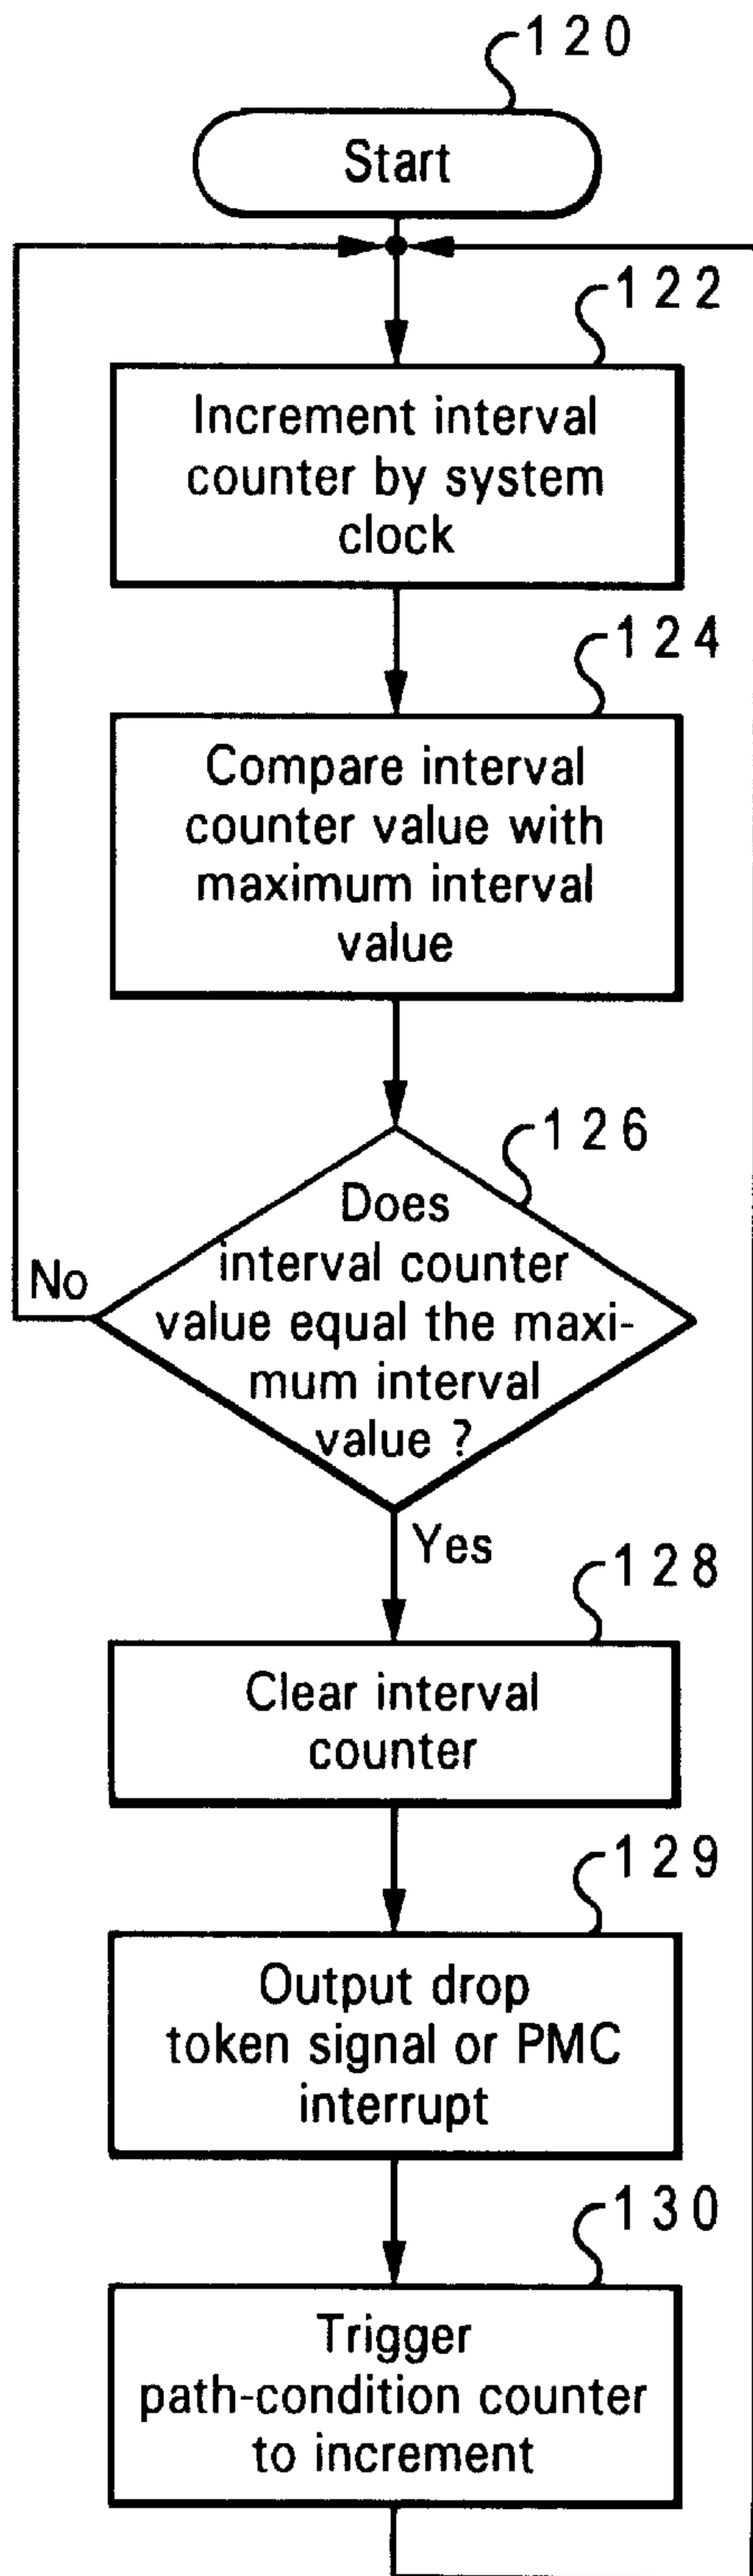 120
Start
122
Increment interval
counter by system
clock
124
Compare interval
counter value with
maximum interval
value
126
Does
interval counter
value equal the maxi-
mum interval
value ?
No
Yes
128
Clear interval
counter
129
Output drop
token signal or PMC
interrupt
130
Trigger
path-condition counter
to increment